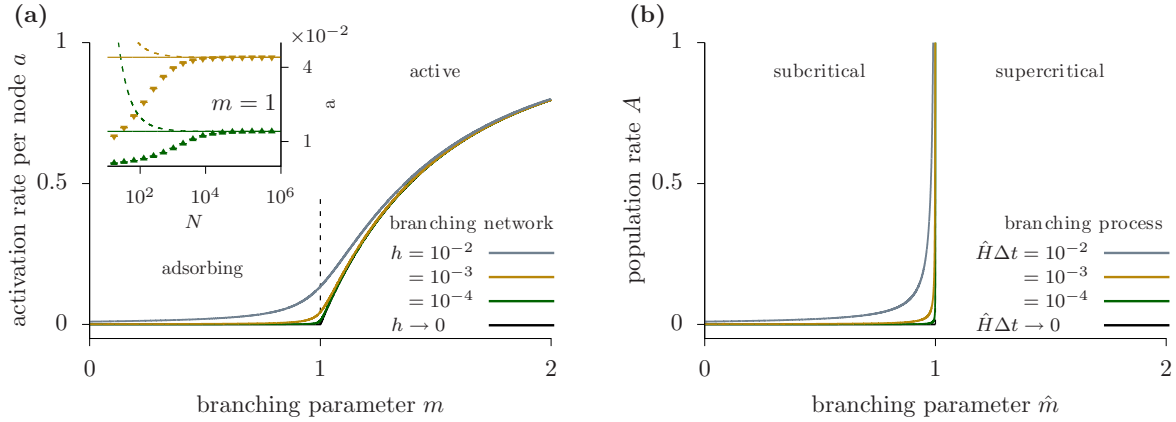 (a)
activation rate per node a
1
0.5
0
0
1
2
branching parameter m
active
adsorbing
branching network
h = 10⁻²
= 10⁻³
= 10⁻⁴
h → 0
×10⁻²
4
1
a
m = 1
10²
10⁴
10⁶
N
(b)
population rate A
1
0.5
0
0
1
2
branching parameter m̂
subcritical
supercritical
branching process
ĤΔt = 10⁻²
= 10⁻³
= 10⁻⁴
ĤΔt → 0